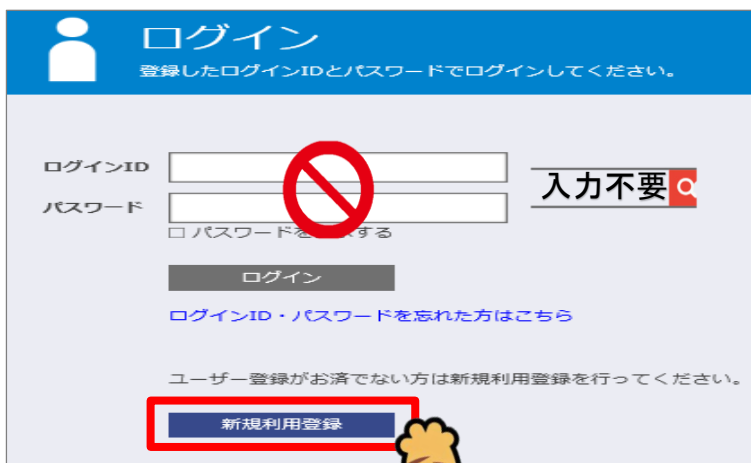 ログイン
登録したログインIDとパスワードでログインしてください。
ログインID
入力不要
パスワード
パスワードを する
ログイン
ログインID・パスワードを忘れた方はこちら
ユーザー登録がお済でない方は新規利用登録を行ってください。
新規利用登録